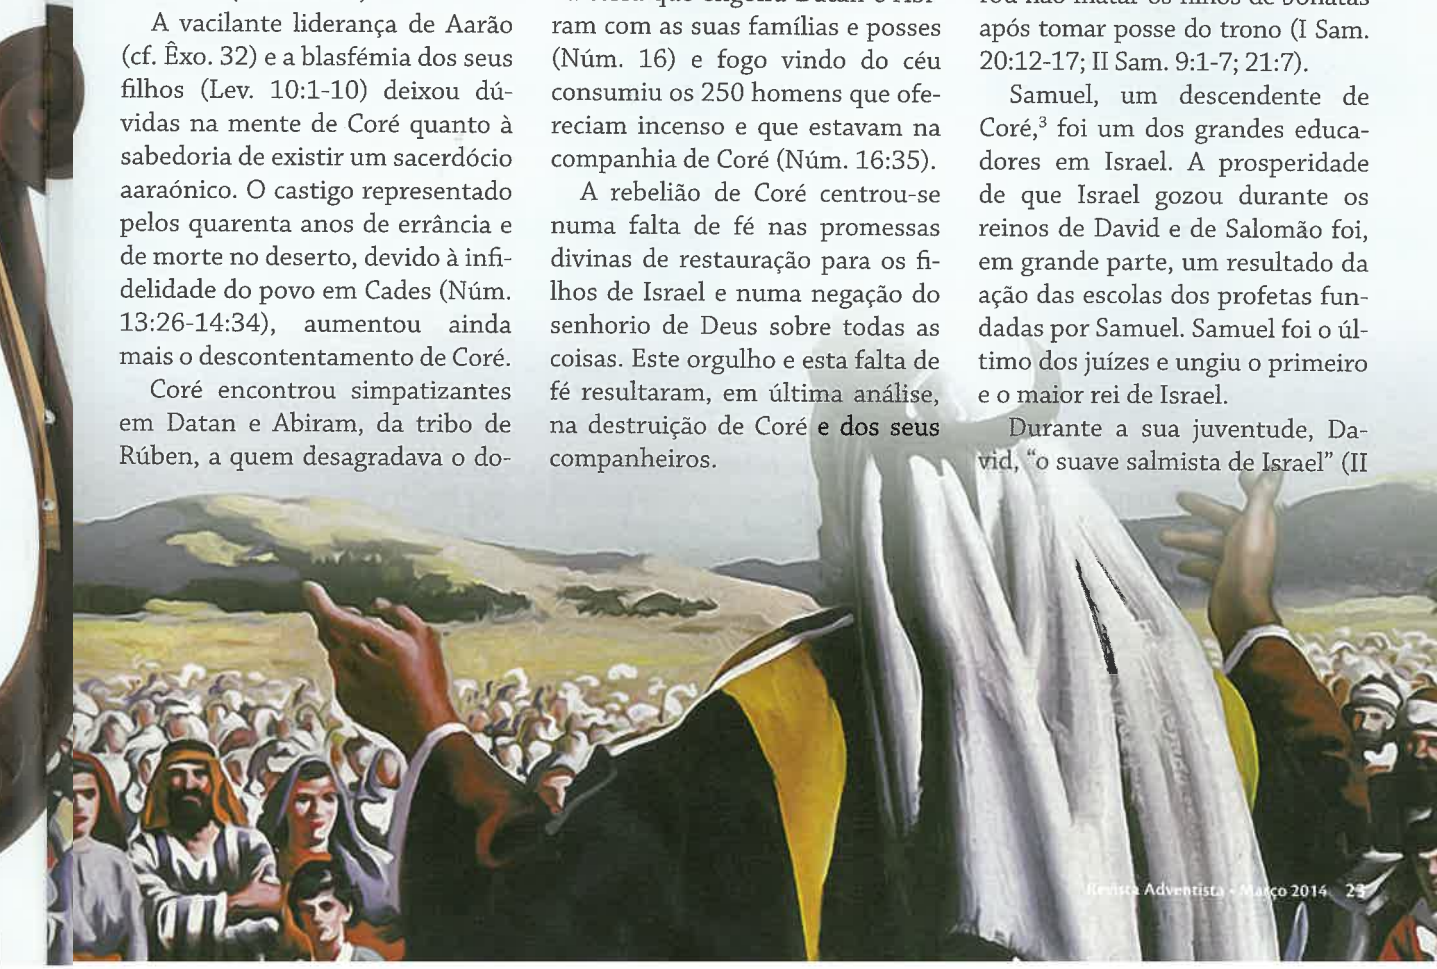 A vacilante liderança de Aarão
(cf. Êxo. 32) e a blasfémia dos seus
filhos (Lev. 10:1-10) deixou dú-
vidas na mente de Coré quanto à
sabedoria de existir um sacerdócio
aaraónico. O castigo representado
pelos quarenta anos de errância e
de morte no deserto, devido à infi-
delidade do povo em Cades (Núm.
13:26-14:34), aumentou ainda
mais o descontentamento de Coré.
Coré encontrou simpatizantes
em Datan e Abiram, da tribo de
Rúben, a quem desagradava o do-
ram com as suas famílias e posses
(Núm. 16) e fogo vindo do céu
consumiu os 250 homens que ofe-
reciam incenso e que estavam na
companhia de Coré (Núm. 16:35).
A rebelião de Coré centrou-se
numa falta de fé nas promessas
divinas de restauração para os fi-
lhos de Israel e numa negação do
senhorio de Deus sobre todas as
coisas. Este orgulho e esta falta de
fé resultaram, em última análise,
na destruição de Coré e dos seus
companheiros.
após tomar posse do trono (I Sam.
20:12-17; II Sam. 9:1-7; 21:7).
Samuel, um descendente de
Coré,³ foi um dos grandes educa-
dores em Israel. A prosperidade
de que Israel gozou durante os
reinos de David e de Salomão foi,
em grande parte, um resultado da
ação das escolas dos profetas fun-
dadas por Samuel. Samuel foi o úl-
timo dos juízes e ungiu o primeiro
e o maior rei de Israel.
Durante a sua juventude, Da-
vid, “o suave salmista de Israel” (II
Revista Adventista • Março 2014 23